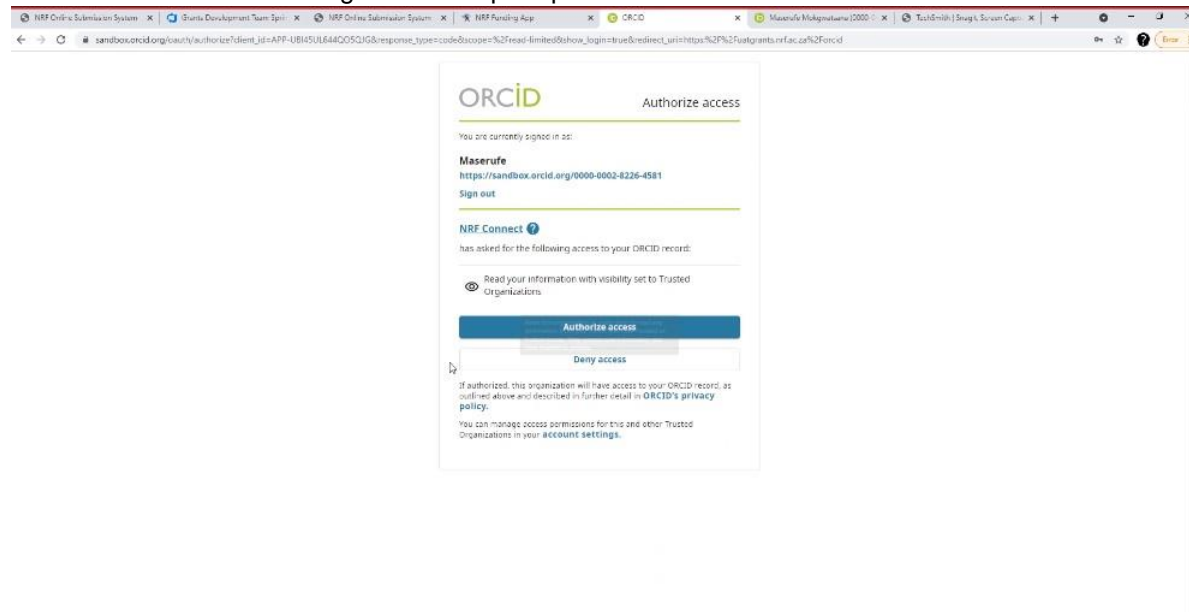 NRF Online Submission System
Grants Development Team Sprin
NRF Online Submission System
NRF Funding App
ORCID
Maserufe Mokgwatsana (0000
TechSmith | Snagit, Screen Capt
sandbox.orcid.org/oauth/authorize?client_id=APP-UBI45UL644QO5QJG&response_type=code&scope=%2Fread-limited&show_login=true&redirect_uri=https:%2F%2Fuatgrants.nrf.ac.za%2Forcid
Error
ORCID
Authorize access
You are currently signed in as:
Maserufe
https://sandbox.orcid.org/0000-0002-8226-4581
Sign out
NRF Connect ?
has asked for the following access to your ORCID record:
Read your information with visibility set to Trusted
Organizations
Authorize access
Deny access
If authorized, this organization will have access to your ORCID record, as
outlined above and described in further detail in ORCID's privacy
policy.
You can manage access permissions for this and other Trusted
Organizations in your account settings.